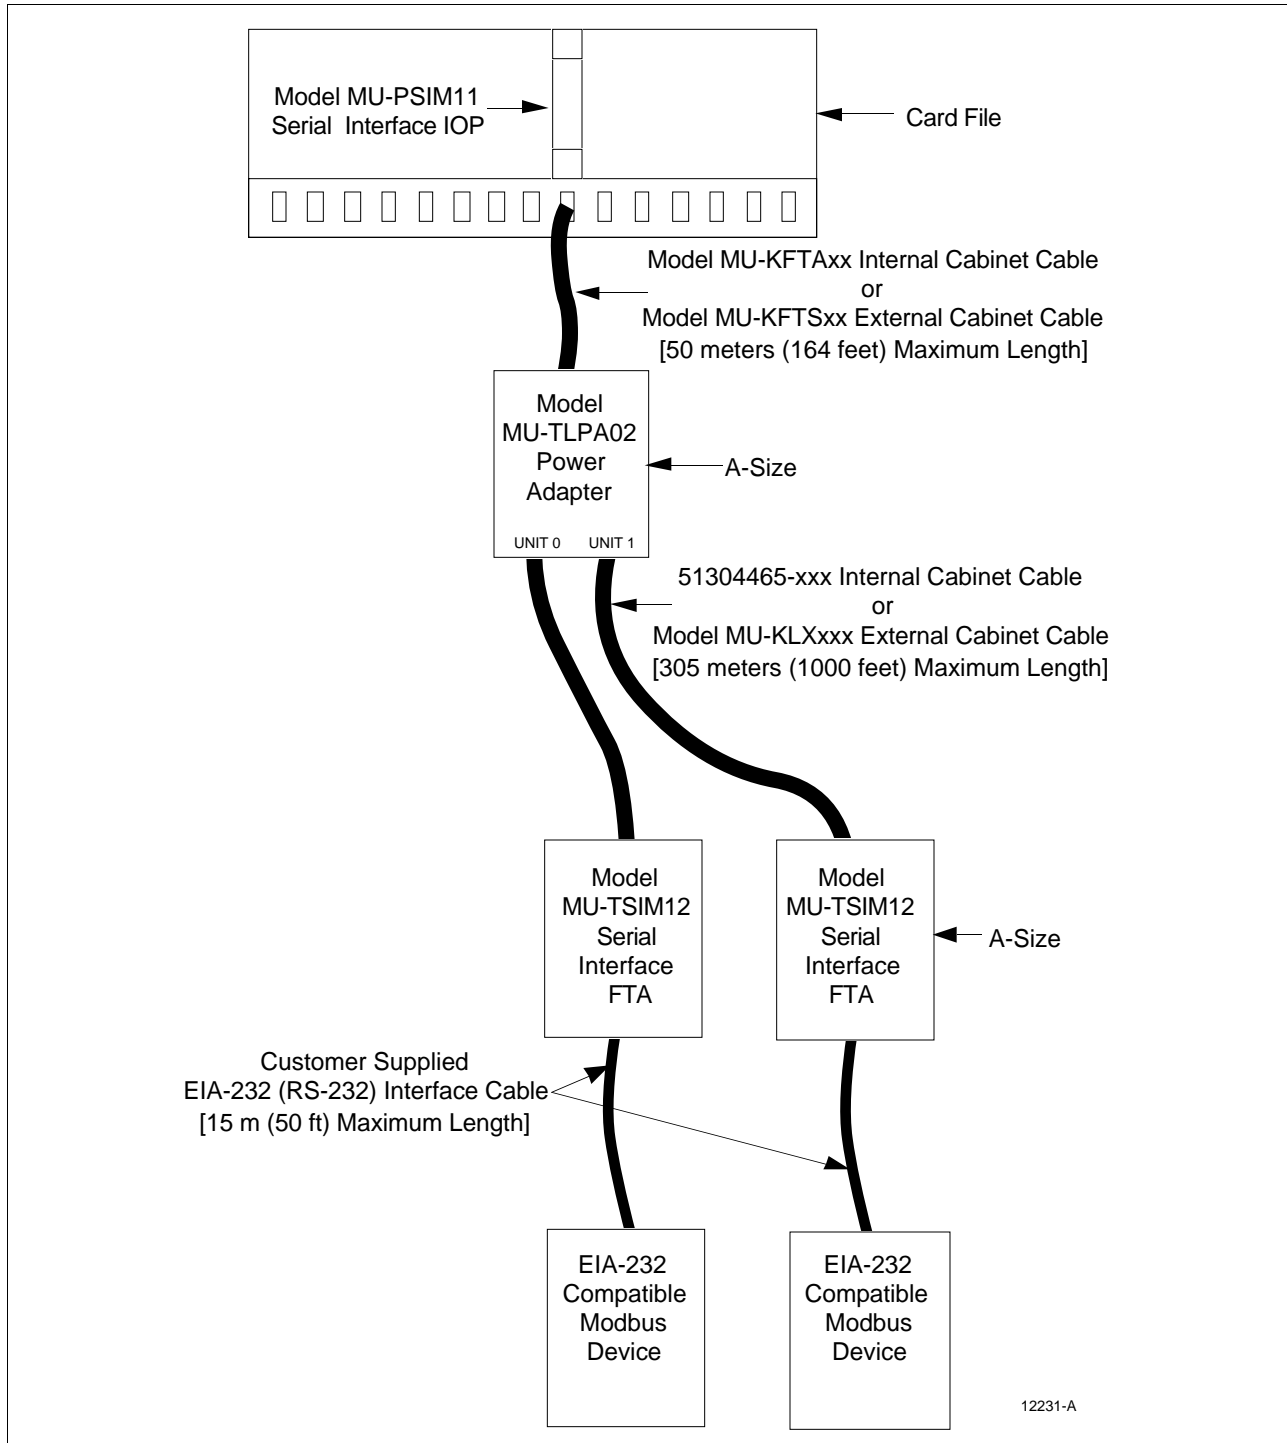 Model MU-PSIM11
Serial Interface IOP
Card File
Model MU-KFTAxx Internal Cabinet Cable
or
Model MU-KFTSxx External Cabinet Cable
[50 meters (164 feet) Maximum Length]
Model
MU-TLPA02
Power
Adapter
A-Size
UNIT 0
UNIT 1
51304465-xxx Internal Cabinet Cable
or
Model MU-KLXxxx External Cabinet Cable
[305 meters (1000 feet) Maximum Length]
Model
MU-TSIM12
Serial
Interface
FTA
Model
MU-TSIM12
Serial
Interface
FTA
A-Size
Customer Supplied
EIA-232 (RS-232) Interface Cable
[15 m (50 ft) Maximum Length]
EIA-232
Compatible
Modbus
Device
EIA-232
Compatible
Modbus
Device
12231-A